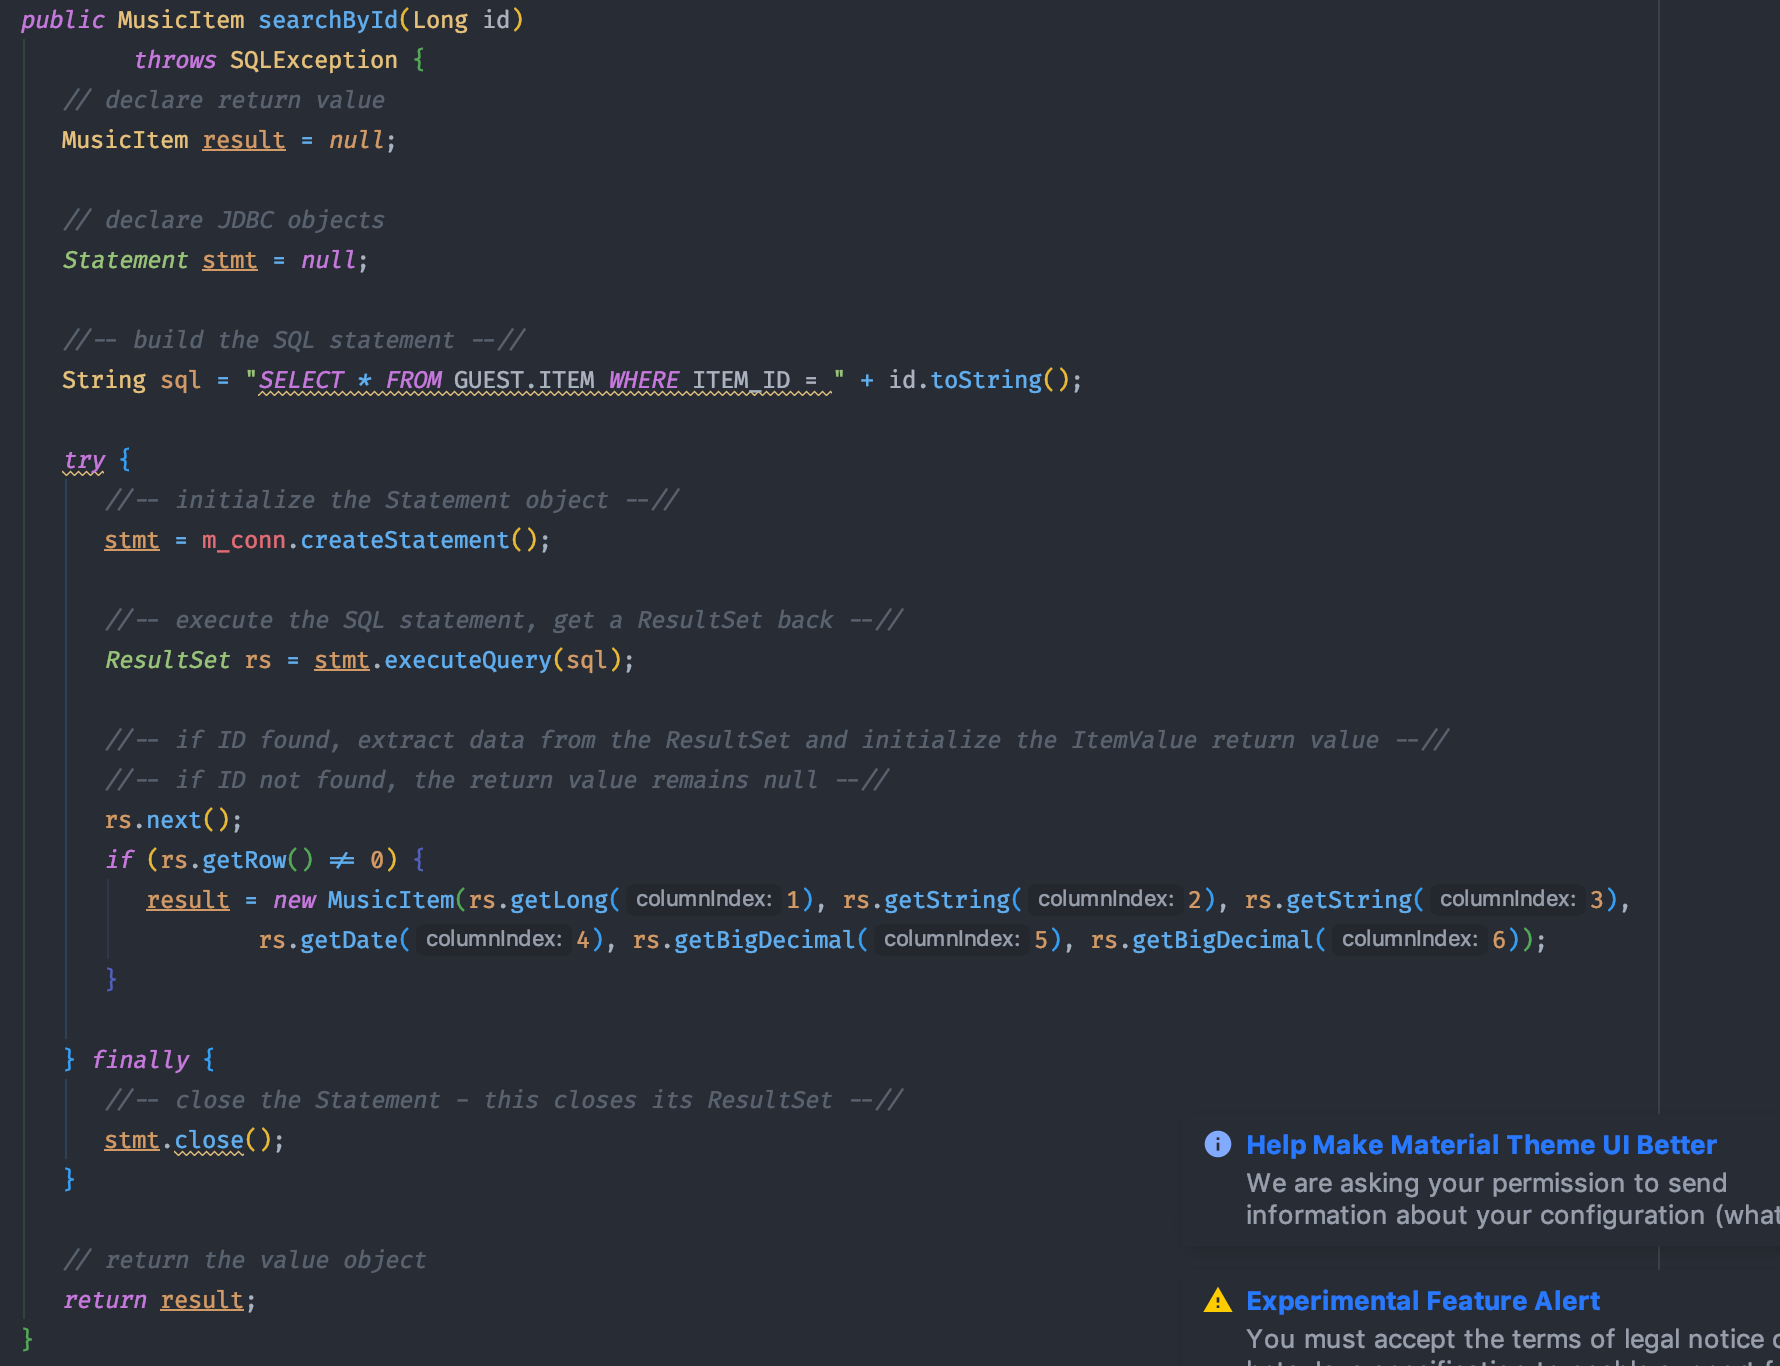 public MusicItem searchById(Long id)
throws SQLException {
// declare return value
MusicItem result = null;
// declare JDBC objects
Statement stmt = null;
//-- build the SQL statement --//
String sql = "SELECT * FROM GUEST.ITEM WHERE ITEM_ID = " + id.toString();
try {
//-- initialize the Statement object --//
stmt = m_conn.createStatement();
//-- execute the SQL statement, get a ResultSet back --//
ResultSet rs = stmt.executeQuery(sql);
//-- if ID found, extract data from the ResultSet and initialize the ItemValue return value --//
//-- if ID not found, the return value remains null --//
rs.next();
if (rs.getRow() ≠ 0) {
result = new MusicItem(rs.getLong( columnIndex: 1), rs.getString( columnIndex: 2), rs.getString( columnIndex: 3),
rs.getDate( columnIndex: 4), rs.getBigDecimal( columnIndex: 5), rs.getBigDecimal( columnIndex: 6));
}
} finally {
//-- close the Statement - this closes its ResultSet --//
stmt.close();
}
// return the value object
return result;
}
Help Make Material Theme UI Better
We are asking your permission to send
information about your configuration (what
Experimental Feature Alert
You must accept the terms of legal notice